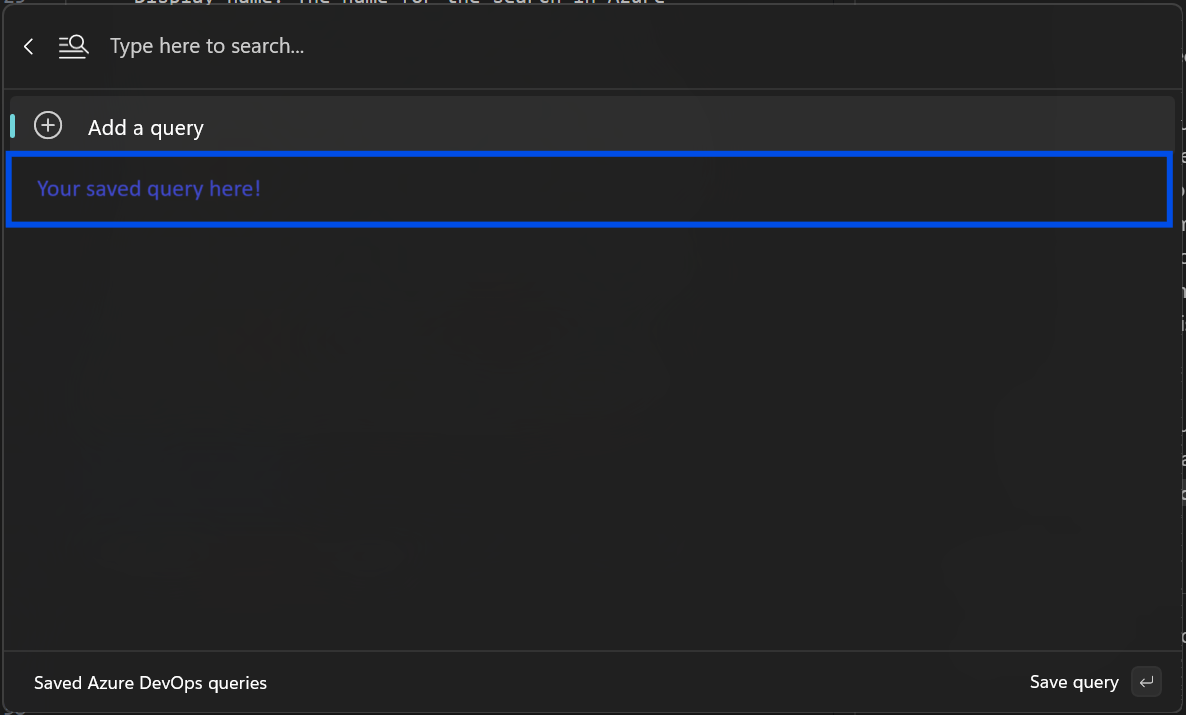 Display name: The name for the search in Azure
Type here to search...
Add a query
Your saved query here!
Saved Azure DevOps queries
Save query